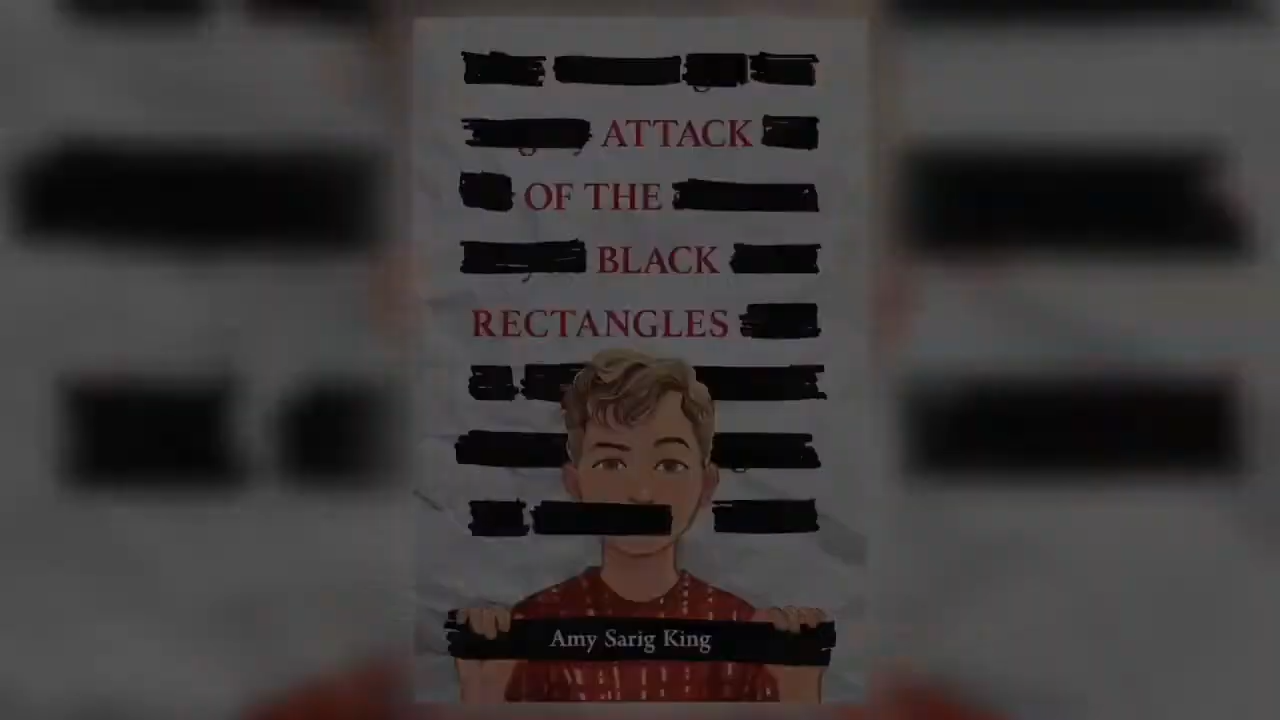 ATTACK
OF THE
BLACK
RECTANGLES
Amy Sarig King